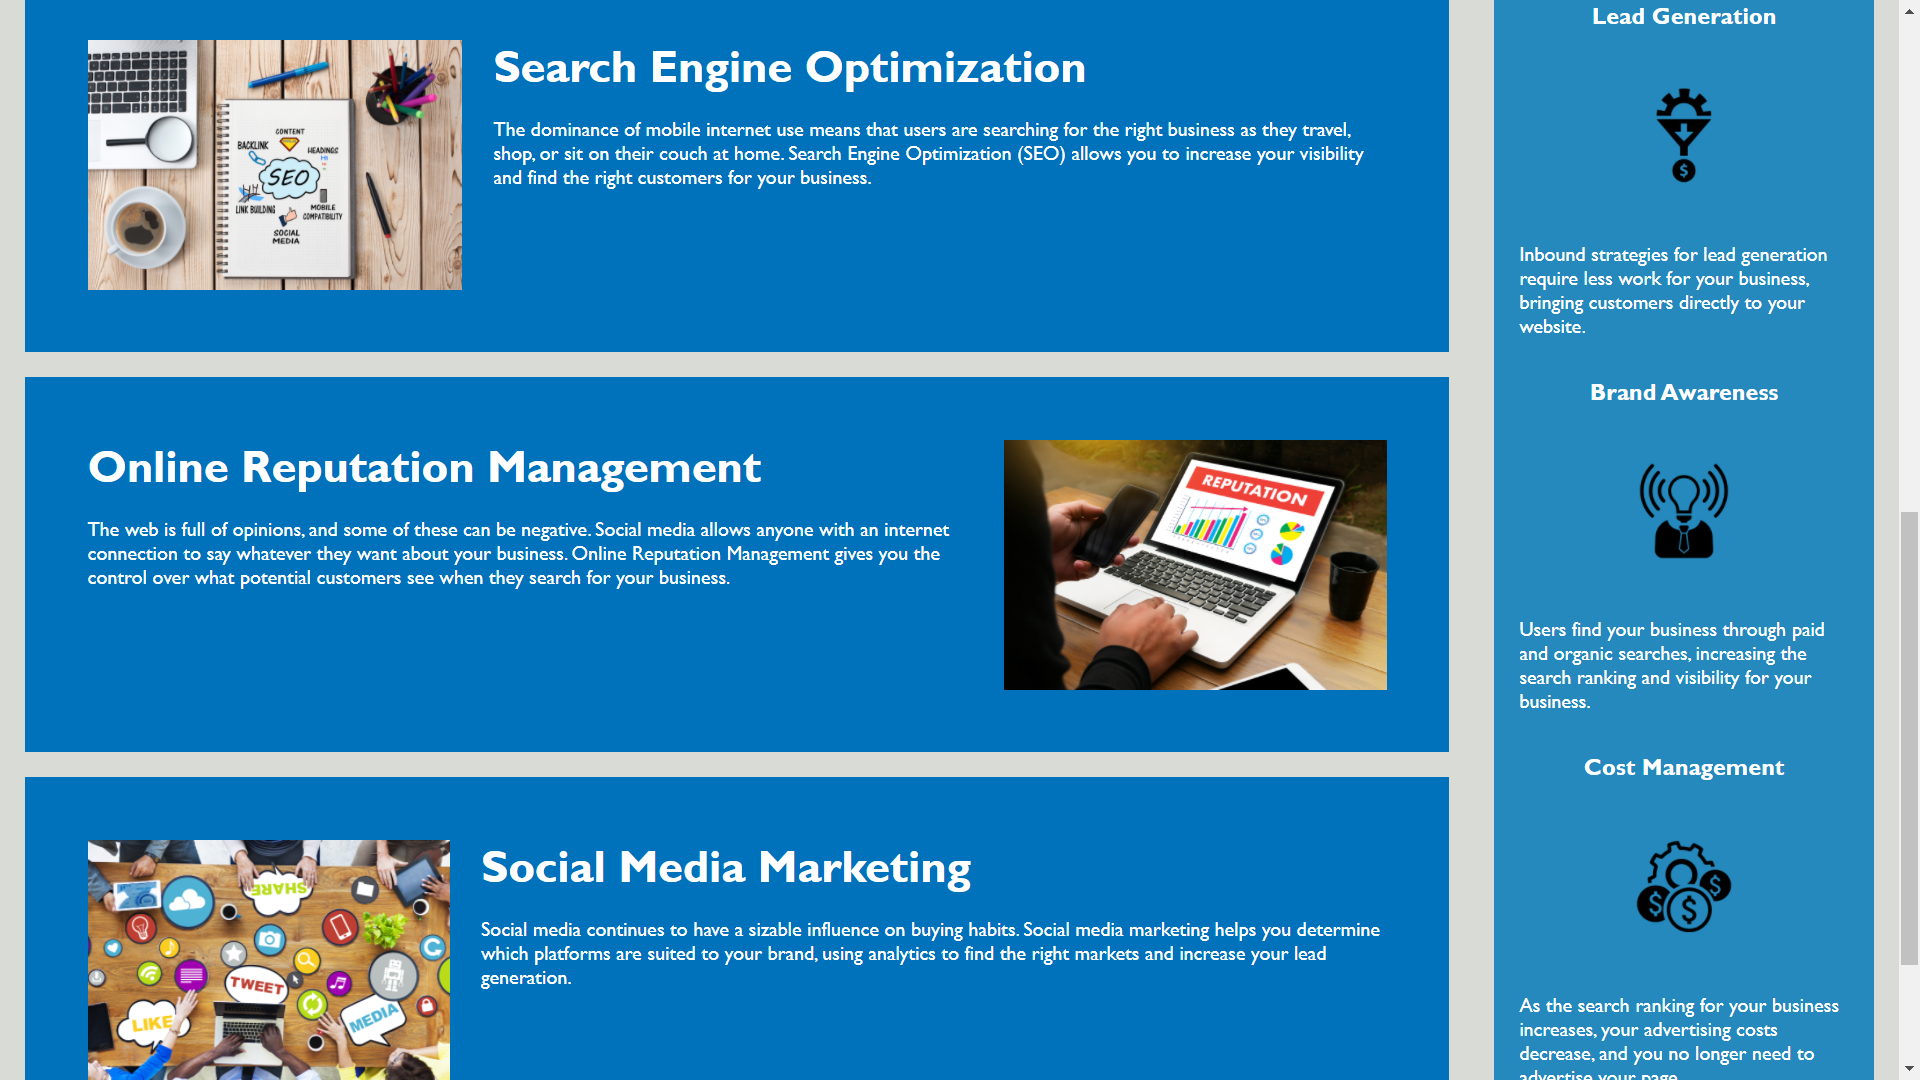 Search Engine Optimization
The dominance of mobile internet use means that users are searching for the right business as they travel,
shop, or sit on their couch at home. Search Engine Optimization (SEO) allows you to increase your visibility
and find the right customers for your business.
CONTENT
BACKLINK
HEADINGS
SEO
LINK BUILDING
MOBILE
COMPATIBILITY
SOCIAL
MEDIA
Online Reputation Management
The web is full of opinions, and some of these can be negative. Social media allows anyone with an internet
connection to say whatever they want about your business. Online Reputation Management gives you the
control over what potential customers see when they search for your business.
REPUTATION
Social Media Marketing
Social media continues to have a sizable influence on buying habits. Social media marketing helps you determine
which platforms are suited to your brand, using analytics to find the right markets and increase your lead
generation.
SHARE
TWEET
LIKE
MEDIA
Lead Generation
Inbound strategies for lead generation
require less work for your business,
bringing customers directly to your
website.
Brand Awareness
Users find your business through paid
and organic searches, increasing the
search ranking and visibility for your
business.
Cost Management
As the search ranking for your business
increases, your advertising costs
decrease, and you no longer need to
advertise your page